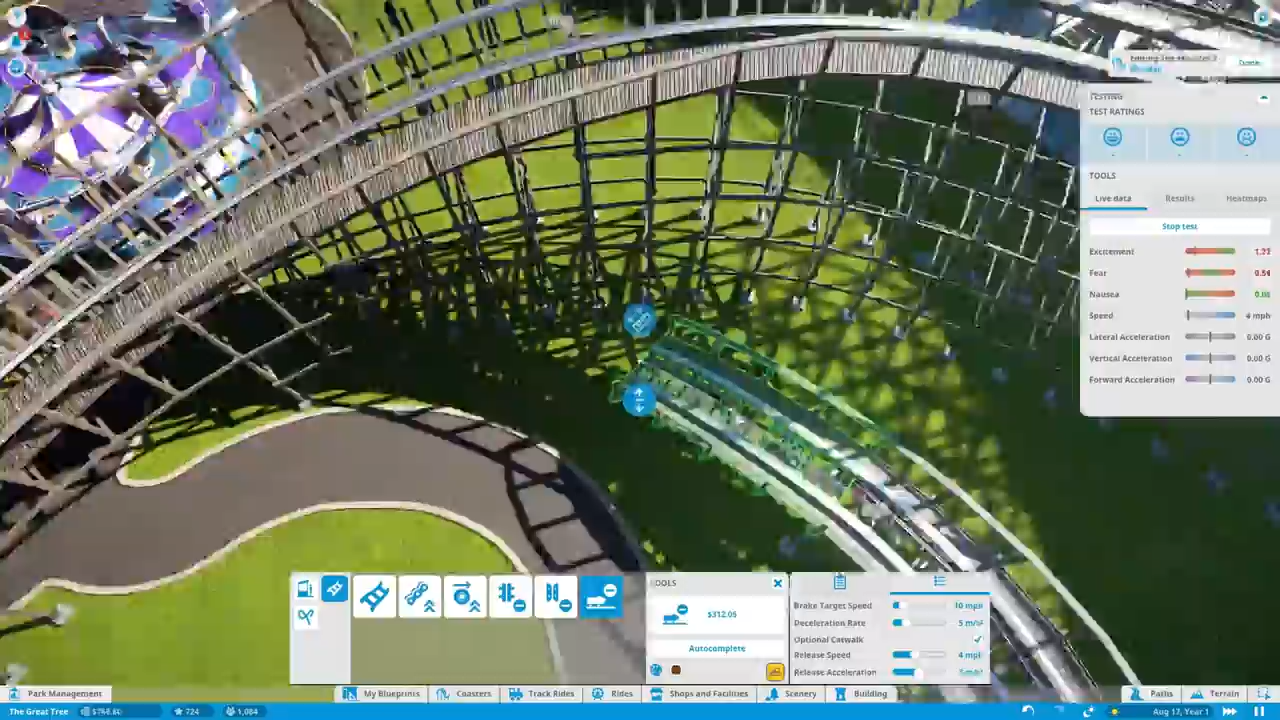 Done
TESTING
TEST RATINGS
- - -
TOOLS
Live data Results Heatmaps
Stop test
Excitement
Fear
Nausea
Speed 4 mph
Lateral Acceleration 0.00 G
Vertical Acceleration 0.00 G
Forward Acceleration 0.00 G
TOOLS
$312.05
Autocomplete
Brake Target Speed 10 mph
Deceleration Rate 5 m/s²
Optional Catwalk
Release Speed 4 mph
Release Acceleration
Park Management My Blueprints Coasters Track Rides Rides Shops and Facilities Scenery Building Paths Terrain
The Great Tree 724 1,084 Aug 17, Year 1